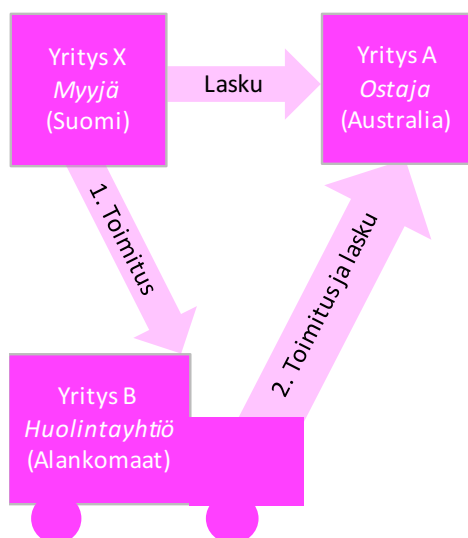 Yritys X
Myyjä
(Suomi)
Lasku
Yritys A
Ostaja
(Australia)
1. Toimitus
2. Toimitus ja lasku
Yritys B
Huolintayhtiö
(Alankomaat)